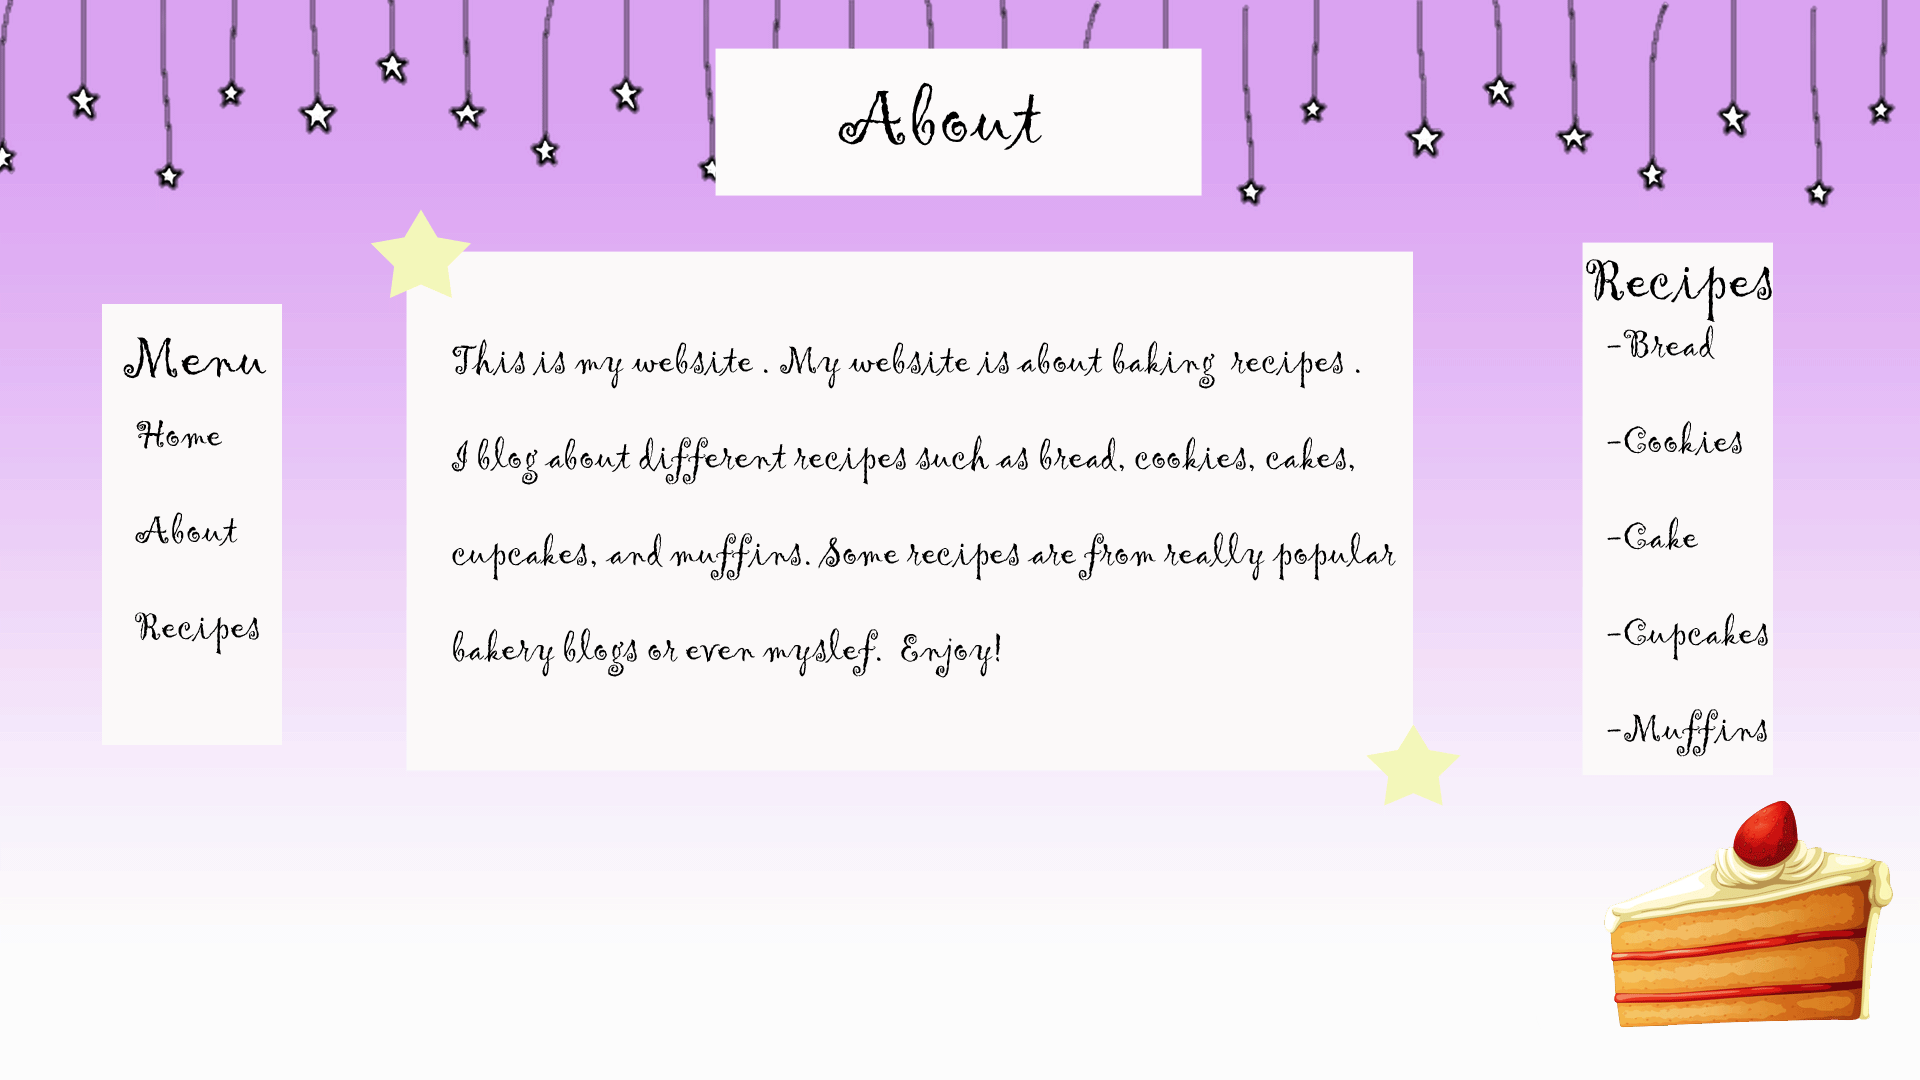 About
Menu
Home
About
Recipes
This is my website . My website is about baking recipes .
I blog about different recipes such as bread, cookies, cakes,
cupcakes, and muffins. Some recipes are from really popular
bakery blogs or even myslef. Enjoy!
Recipes
-Bread
-Cookies
-Cake
-Cupcakes
-Muffins